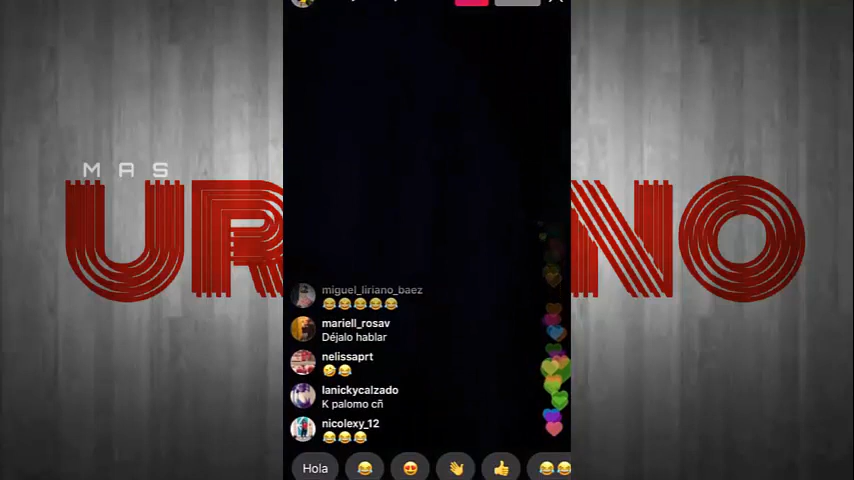 MAS
UR NO
miguel_liriano_baez
😂😂😂😂😂
mariell_rosav
Déjalo hablar
nelissaprt
🤣😂
lanickycalzado
K palomo cñ
nicolexy_12
😂😂😂
Hola 😂 😍 👋 👍 😂😂